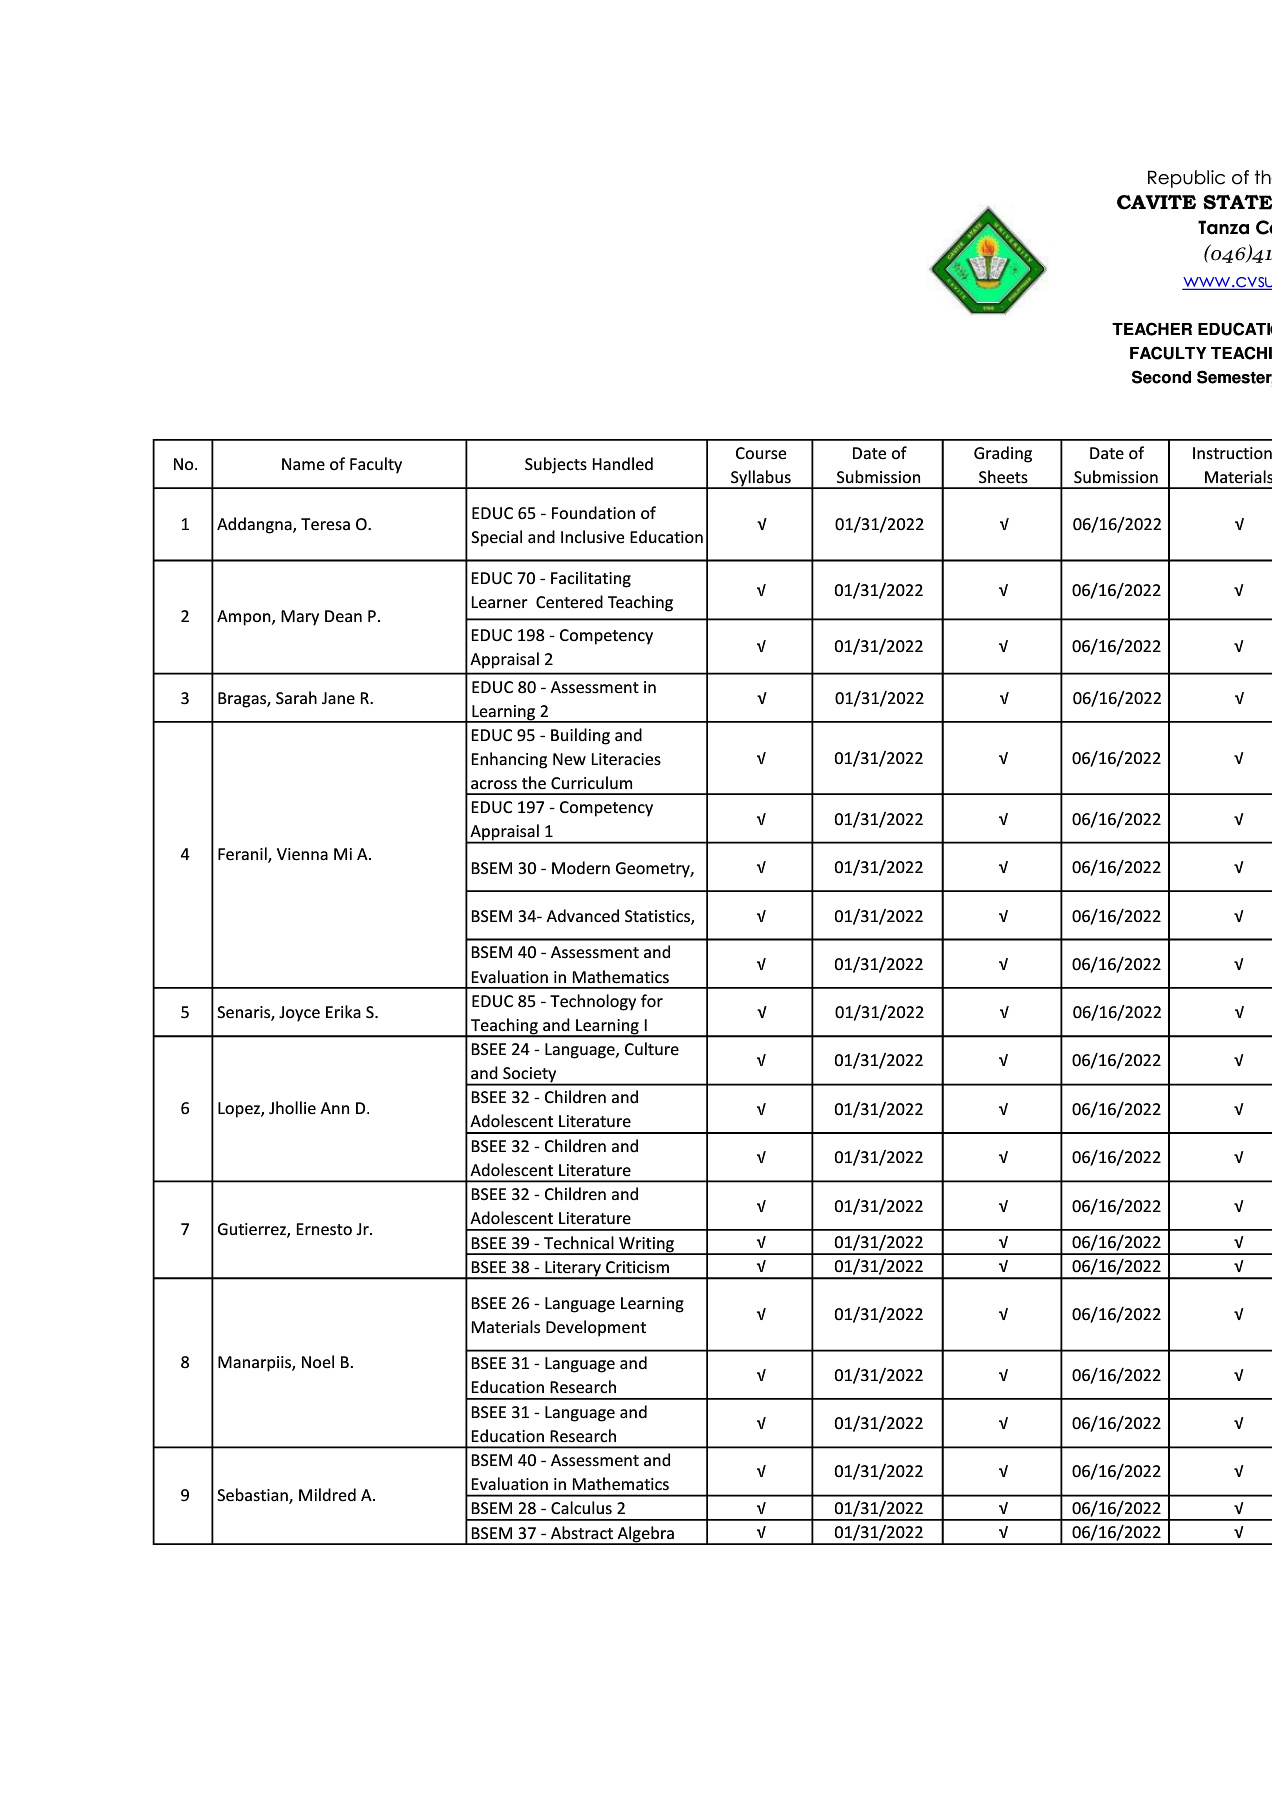 Republic of th
CAVITE STATE
Tanza C
(046)41
www.cvsu
TEACHER EDUCATI
FACULTY TEACHI
Second Semester,
No. Name of Faculty Subjects Handled Course Syllabus Date of Submission Grading Sheets Date of Submission Instruction Materials
1 Addangna, Teresa O. EDUC 65 - Foundation of Special and Inclusive Education √ 01/31/2022 √ 06/16/2022 √
2 Ampon, Mary Dean P. EDUC 70 - Facilitating Learner Centered Teaching √ 01/31/2022 √ 06/16/2022 √
EDUC 198 - Competency Appraisal 2 √ 01/31/2022 √ 06/16/2022 √
3 Bragas, Sarah Jane R. EDUC 80 - Assessment in Learning 2 √ 01/31/2022 √ 06/16/2022 √
4 Feranil, Vienna Mi A. EDUC 95 - Building and Enhancing New Literacies across the Curriculum √ 01/31/2022 √ 06/16/2022 √
EDUC 197 - Competency Appraisal 1 √ 01/31/2022 √ 06/16/2022 √
BSEM 30 - Modern Geometry, √ 01/31/2022 √ 06/16/2022 √
BSEM 34- Advanced Statistics, √ 01/31/2022 √ 06/16/2022 √
BSEM 40 - Assessment and Evaluation in Mathematics √ 01/31/2022 √ 06/16/2022 √
5 Senaris, Joyce Erika S. EDUC 85 - Technology for Teaching and Learning I √ 01/31/2022 √ 06/16/2022 √
6 Lopez, Jhollie Ann D. BSEE 24 - Language, Culture and Society √ 01/31/2022 √ 06/16/2022 √
BSEE 32 - Children and Adolescent Literature √ 01/31/2022 √ 06/16/2022 √
BSEE 32 - Children and Adolescent Literature √ 01/31/2022 √ 06/16/2022 √
7 Gutierrez, Ernesto Jr. BSEE 32 - Children and Adolescent Literature √ 01/31/2022 √ 06/16/2022 √
BSEE 39 - Technical Writing √ 01/31/2022 √ 06/16/2022 √
BSEE 38 - Literary Criticism √ 01/31/2022 √ 06/16/2022 √
8 Manarpiis, Noel B. BSEE 26 - Language Learning Materials Development √ 01/31/2022 √ 06/16/2022 √
BSEE 31 - Language and Education Research √ 01/31/2022 √ 06/16/2022 √
BSEE 31 - Language and Education Research √ 01/31/2022 √ 06/16/2022 √
9 Sebastian, Mildred A. BSEM 40 - Assessment and Evaluation in Mathematics √ 01/31/2022 √ 06/16/2022 √
BSEM 28 - Calculus 2 √ 01/31/2022 √ 06/16/2022 √
BSEM 37 - Abstract Algebra √ 01/31/2022 √ 06/16/2022 √